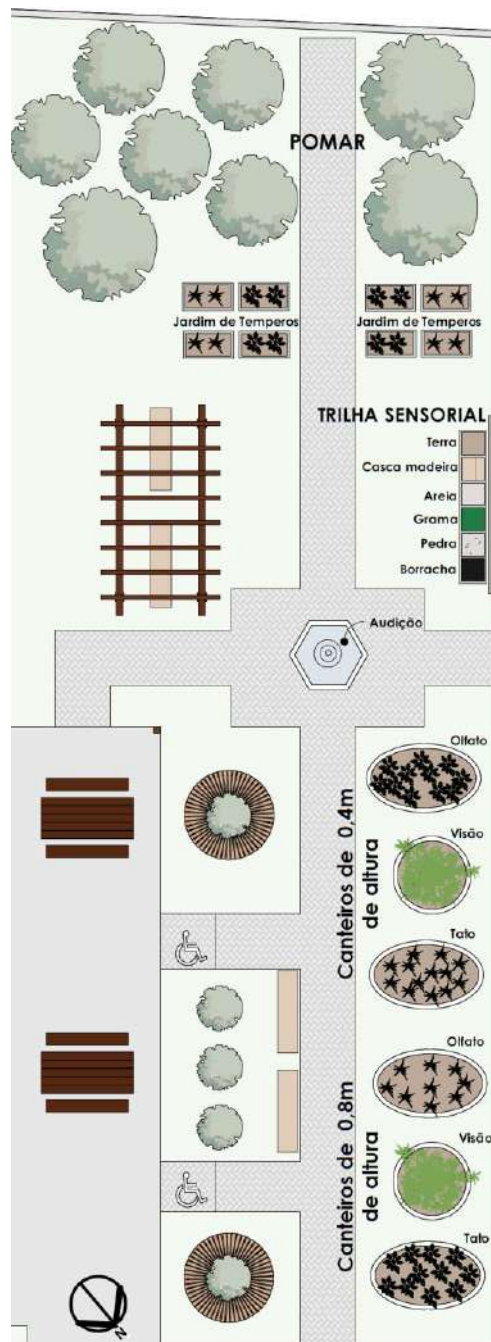 POMAR
Jardim de Temperos
Jardim de Temperos
TRILHA SENSORIAL
Terra
Casca madeira
Areia
Grama
Pedra
Borracha
Audição
Olfato
Visão
Canteiros de 0,4m
de altura
Tato
Olfato
Visão
Canteiros de 0,8m
de altura
Tato
N